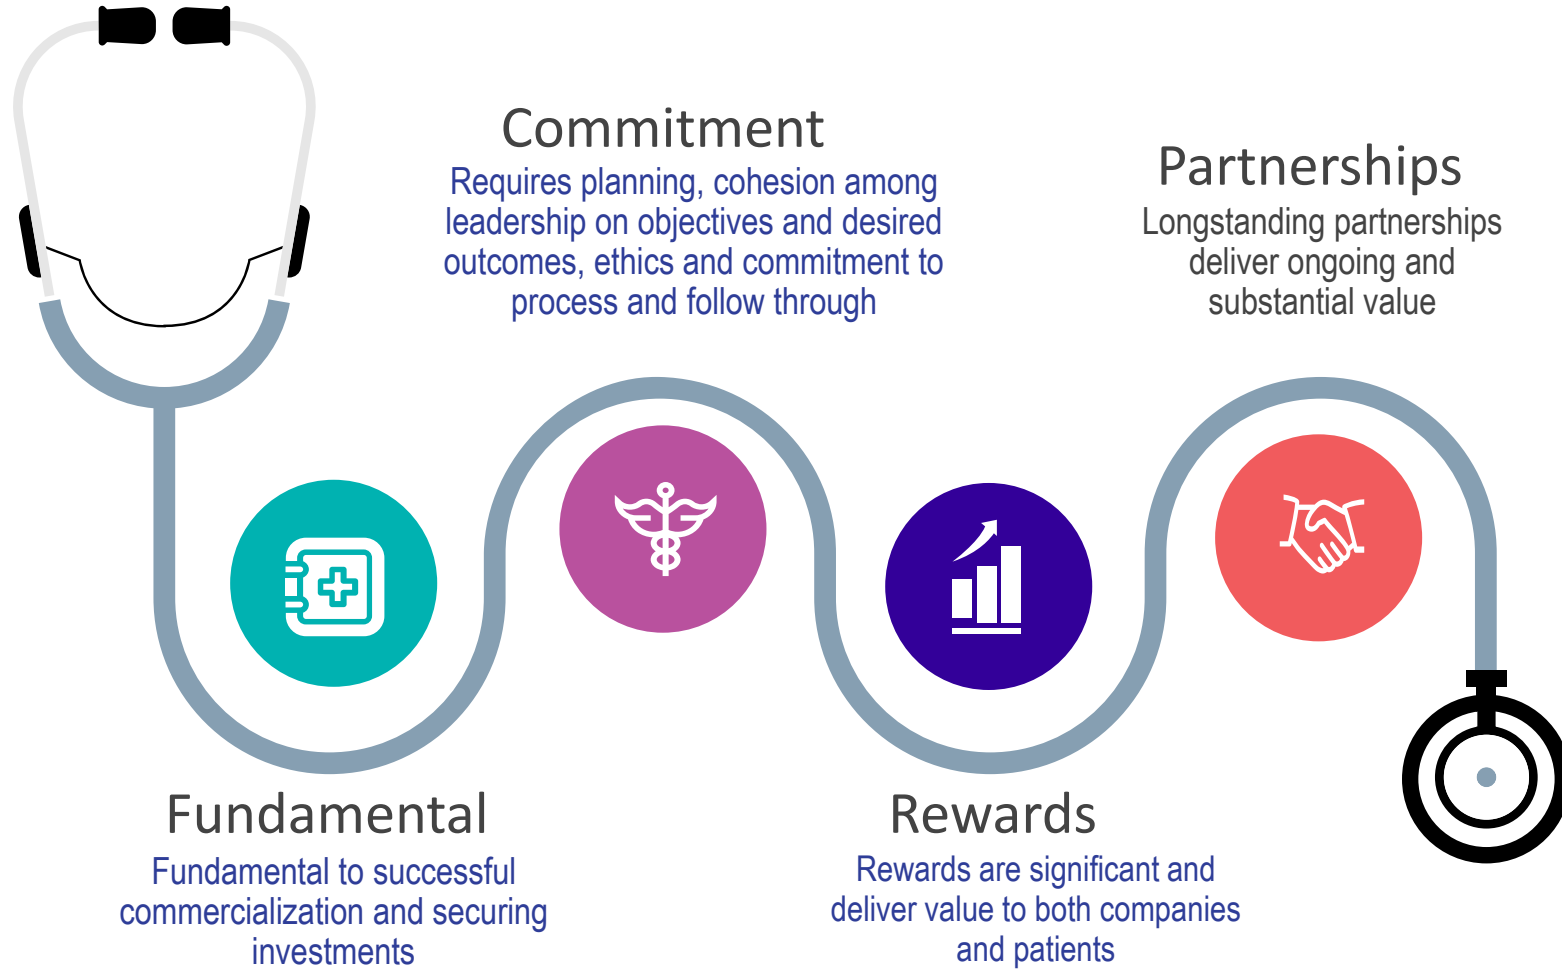 Commitment
Requires planning, cohesion among
leadership on objectives and desired
outcomes, ethics and commitment to
process and follow through
Partnerships
Longstanding partnerships
deliver ongoing and
substantial value
Fundamental
Fundamental to successful
commercialization and securing
investments
Rewards
Rewards are significant and
deliver value to both companies
and patients